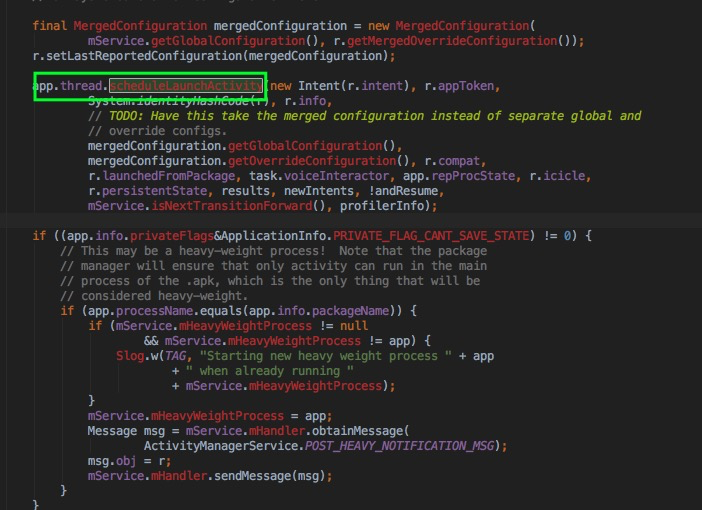 final MergedConfiguration mergedConfiguration = new MergedConfiguration(
mService.getGlobalConfiguration(), r.getMergedOverrideConfiguration());
r.setLastReportedConfiguration(mergedConfiguration);
app.thread.scheduleLaunchActivity(new Intent(r.intent), r.appToken,
System.identityHashCode(r), r.info,
// TODO: Have this take the merged configuration instead of separate global and
// override configs.
mergedConfiguration.getGlobalConfiguration(),
mergedConfiguration.getOverrideConfiguration(), r.compat,
r.launchedFromPackage, task.voiceInteractor, app.repProcState, r.icicle,
r.persistentState, results, newIntents, !andResume,
mService.isNextTransitionForward(), profilerInfo);
if ((app.info.privateFlags&ApplicationInfo.PRIVATE_FLAG_CANT_SAVE_STATE) != 0) {
// This may be a heavy-weight process!  Note that the package
// manager will ensure that only activity can run in the main
// process of the .apk, which is the only thing that will be
// considered heavy-weight.
if (app.processName.equals(app.info.packageName)) {
if (mService.mHeavyWeightProcess != null
&& mService.mHeavyWeightProcess != app) {
Slog.w(TAG, "Starting new heavy weight process " + app
+ " when already running "
+ mService.mHeavyWeightProcess);
}
mService.mHeavyWeightProcess = app;
Message msg = mService.mHandler.obtainMessage(
ActivityManagerService.POST_HEAVY_NOTIFICATION_MSG);
msg.obj = r;
mService.mHandler.sendMessage(msg);
}
}